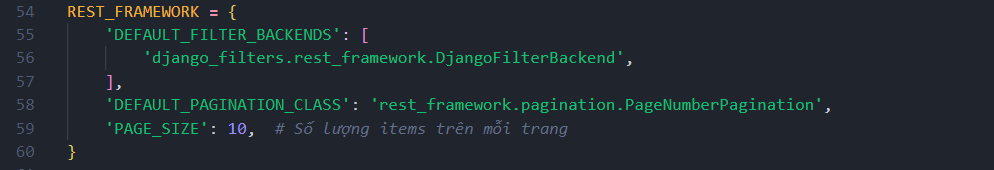 54 REST_FRAMEWORK = {
55 'DEFAULT_FILTER_BACKENDS': [
56 'django_filters.rest_framework.DjangoFilterBackend',
57 ],
58 'DEFAULT_PAGINATION_CLASS': 'rest_framework.pagination.PageNumberPagination',
59 'PAGE_SIZE': 10, # Số lượng items trên mỗi trang
60 }